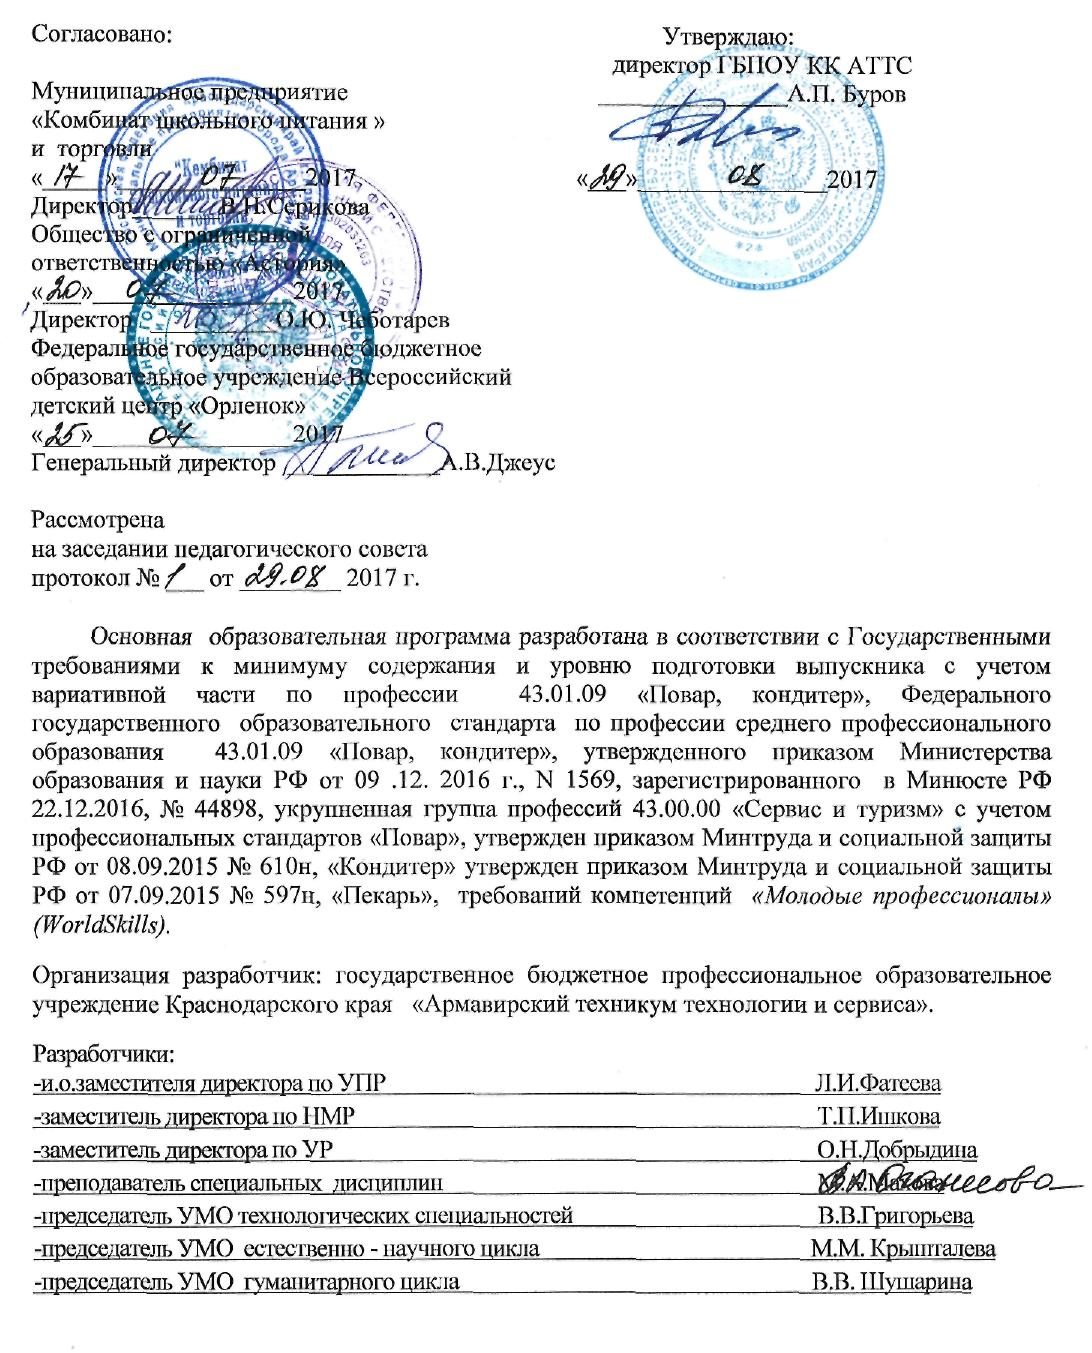 Согласовано:
Муниципальное предприятие
«Комбинат школьного питания »
и торговли
« 17 » 07 2017
Директор В.Н.Серикова
Общество с ограниченной
ответственностью «Астория»
«20» 07 2017
Директор О.Ю. Чеботарев
Федеральное государственное бюджетное
образовательное учреждение Всероссийский
детский центр «Орленок»
«25» 07 2017
Генеральный директор А.В.Джеус
Утверждаю:
директор ГБПОУ КК АТТС
А.П. Буров
«29» 08 2017
Рассмотрена
на заседании педагогического совета
протокол № 1 от 29.08 2017 г.
Основная образовательная программа разработана в соответствии с Государственными
требованиями к минимуму содержания и уровню подготовки выпускника с учетом
вариативной части по профессии 43.01.09 «Повар, кондитер», Федерального
государственного образовательного стандарта по профессии среднего профессионального
образования 43.01.09 «Повар, кондитер», утвержденного приказом Министерства
образования и науки РФ от 09 .12. 2016 г., N 1569, зарегистрированного в Минюсте РФ
22.12.2016, № 44898, укрупненная группа профессий 43.00.00 «Сервис и туризм» с учетом
профессиональных стандартов «Повар», утвержден приказом Минтруда и социальной защиты
РФ от 08.09.2015 № 610н, «Кондитер» утвержден приказом Минтруда и социальной защиты
РФ от 07.09.2015 № 597н, «Пекарь», требований компетенций «Молодые профессионалы»
(WorldSkills).
Организация разработчик: государственное бюджетное профессиональное образовательное
учреждение Краснодарского края «Армавирский техникум технологии и сервиса».
Разработчики:
-и.о.заместителя директора по УПР Л.И.Фатеева
-заместитель директора по НМР Т.П.Ишкова
-заместитель директора по УР О.Н.Добрыдина
-преподаватель специальных дисциплин
-председатель УМО технологических специальностей В.В.Григорьева
-председатель УМО естественно - научного цикла М.М. Крышталева
-председатель УМО гуманитарного цикла В.В. Шушарина